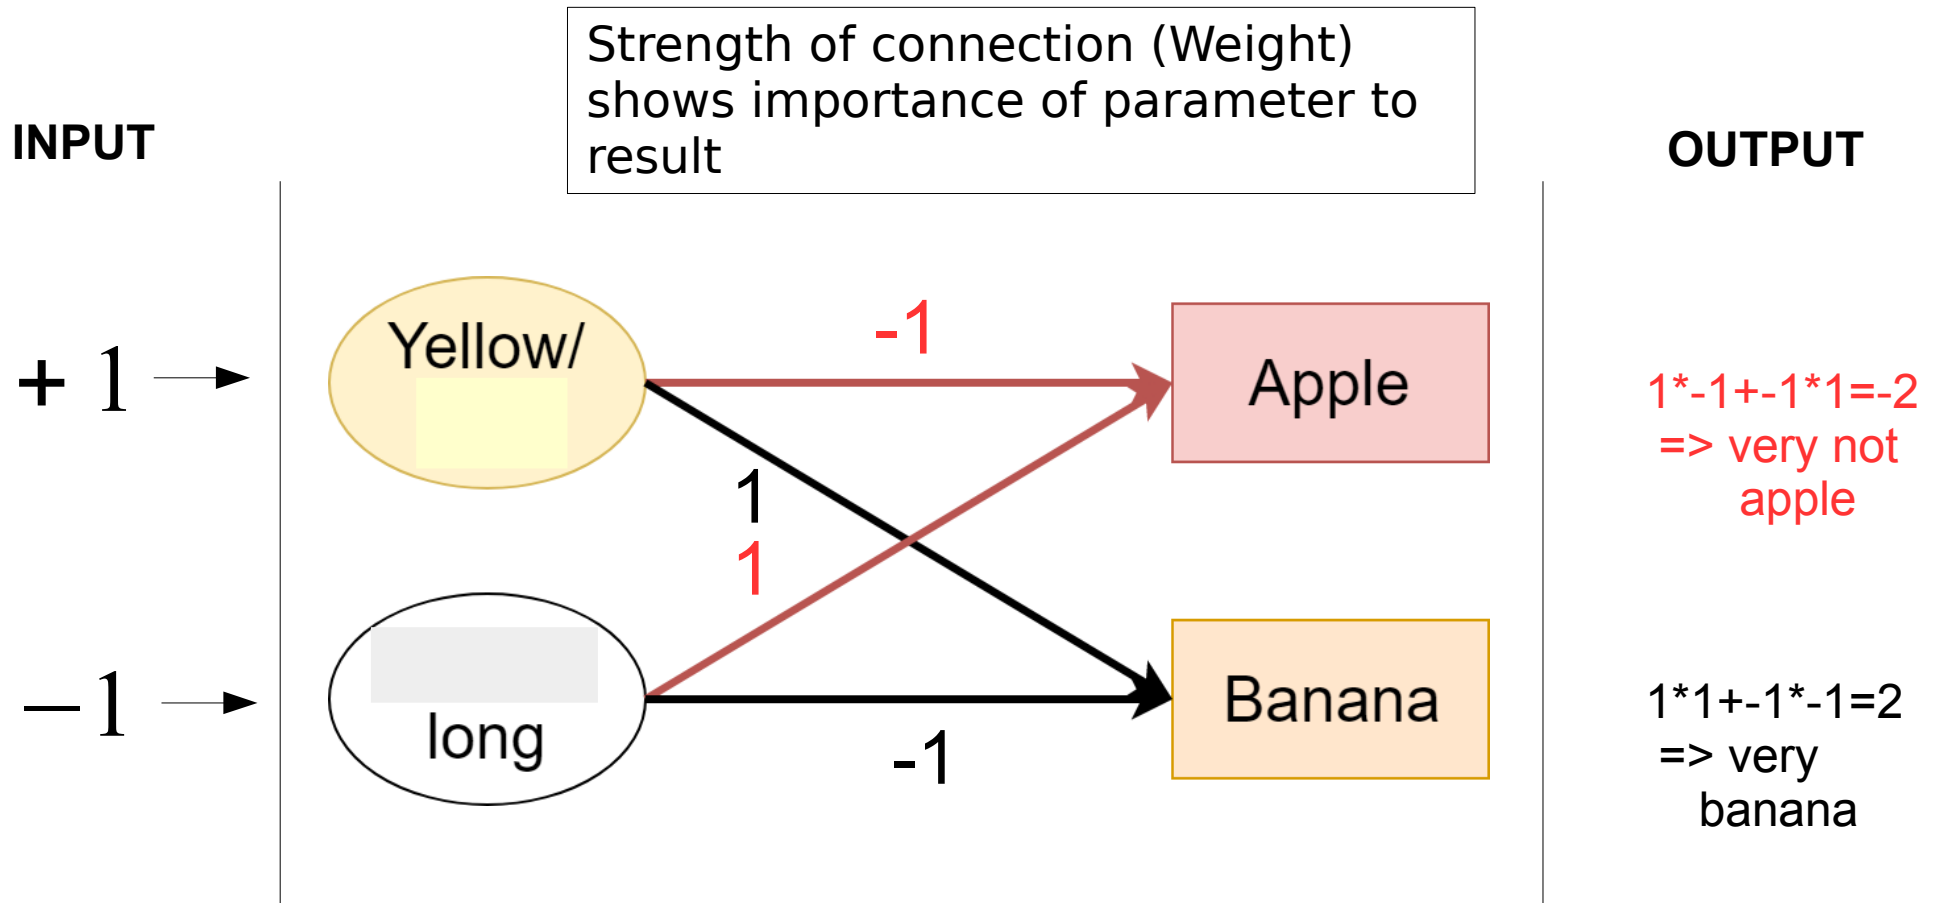 Strength of connection (Weight)
shows importance of parameter to
result
INPUT
OUTPUT
+ 1
Yellow/
-1
Apple
1*-1+-1*1=-2
=> very not
apple
1
1
−1
long
-1
Banana
1*1+-1*-1=2
=> very
banana